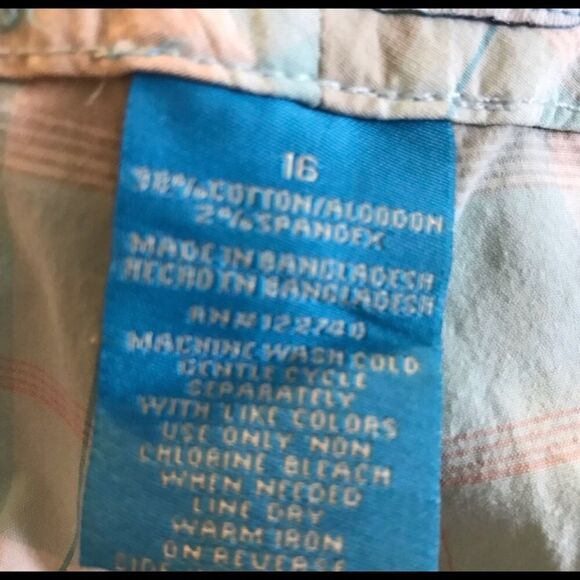 16
98% COTTON/ALGODON
2% SPANDEX
MADE IN BANGLADESH
HECHO EN BANGLADESH
RN# 122740
MACHINE WASH COLD
GENTLE CYCLE
SEPARATELY
WITH LIKE COLORS
USE ONLY NON
CHLORINE BLEACH
WHEN NEEDED
LINE DRY
WARM IRON
ON REVERSE
SIDE